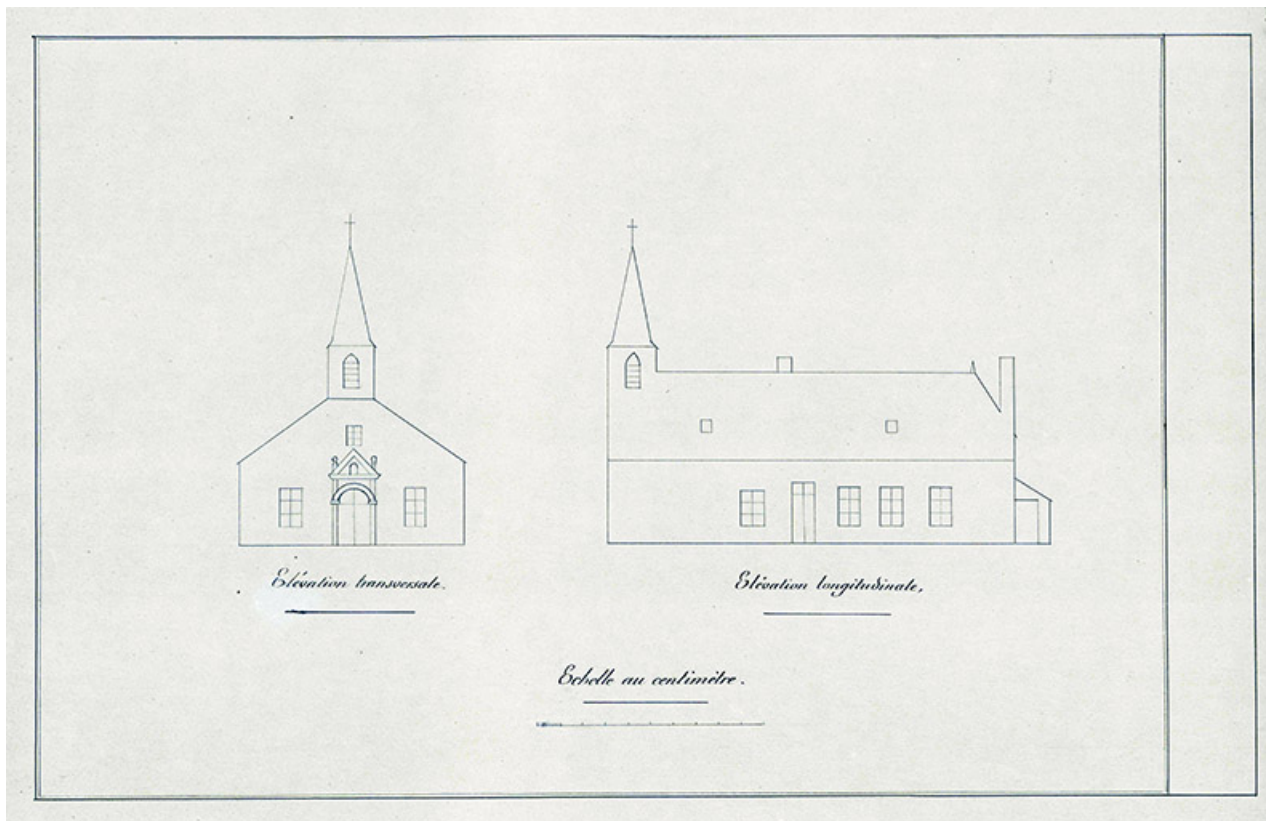 Elévation transversale.
Elévation longitudinale,
Echelle au centimètre.